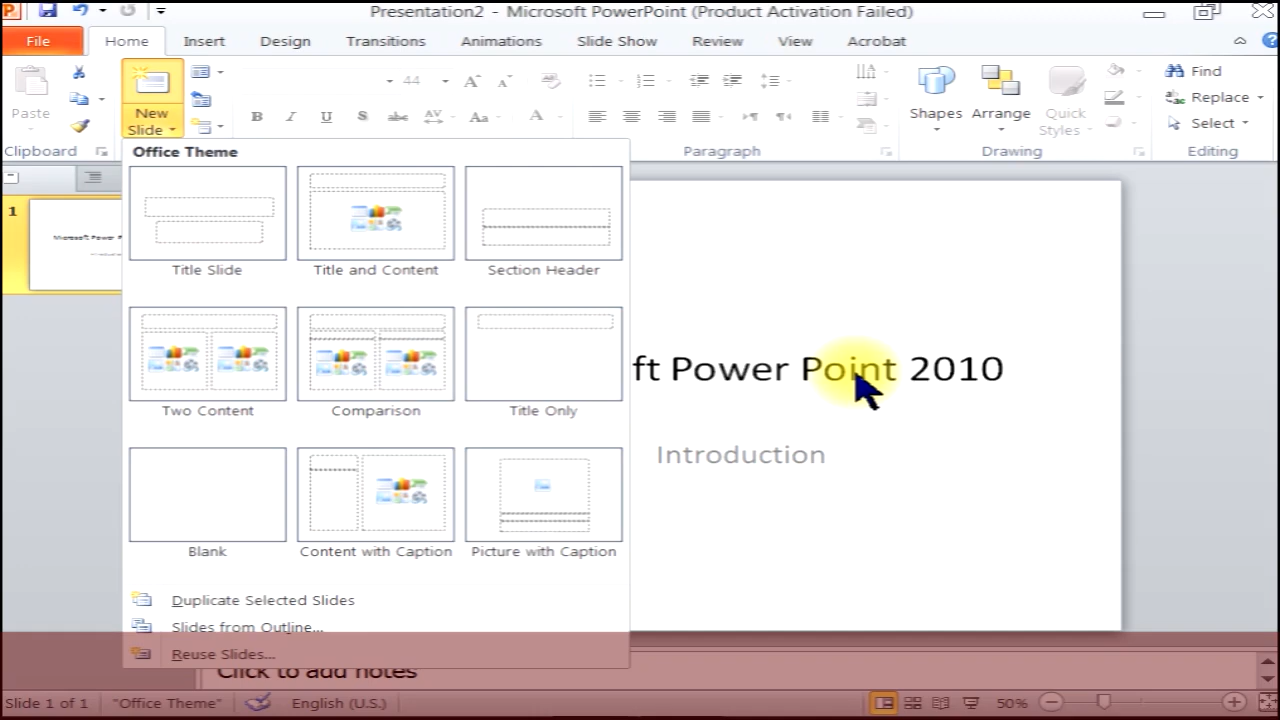 Presentation2 - Microsoft PowerPoint (Product Activation Failed)
File Home Insert Design Transitions Animations Slide Show Review View Acrobat
Paste
New Slide
44
B I U S abc AV Aa A
Shapes
Arrange
Quick Styles
Find
Replace
Select
Clipboard
Paragraph
Drawing
Editing
Office Theme
Title Slide
Title and Content
Section Header
Two Content
Comparison
Title Only
Blank
Content with Caption
Picture with Caption
Duplicate Selected Slides
Slides from Outline...
Reuse Slides...
1
ft Power Point 2010
Introduction
Click to add notes
Slide 1 of 1 "Office Theme" English (U.S.) 50%